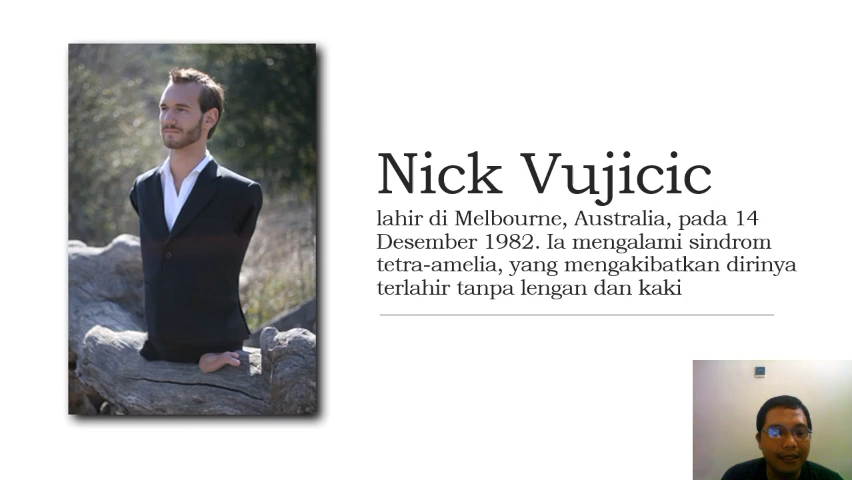 Nick Vujicic
lahir di Melbourne, Australia, pada 14
Desember 1982. Ia mengalami sindrom
tetra-amelia, yang mengakibatkan dirinya
terlahir tanpa lengan dan kaki